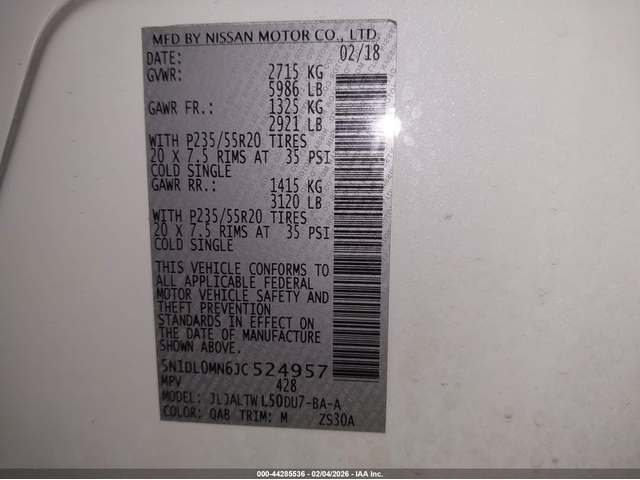 MFD BY NISSAN MOTOR CO., LTD.
DATE: 02/18
GVWR: 2715 KG
5986 LB
GAWR FR.: 1325 KG
2921 LB
WITH P235/55R20 TIRES
20 X 7.5 RIMS AT 35 PSI
COLD SINGLE
GAWR RR.: 1415 KG
3120 LB
WITH P235/55R20 TIRES
20 X 7.5 RIMS AT 35 PSI
COLD SINGLE
THIS VEHICLE CONFORMS TO
ALL APPLICABLE FEDERAL
MOTOR VEHICLE SAFETY AND
THEFT PREVENTION
STANDARDS IN EFFECT ON
THE DATE OF MANUFACTURE
SHOWN ABOVE.
5N1DL0MN6JC524957
MPV 428
MODEL: JLJALTWL50DU7-BA-A
COLOR: QAB TRIM: M ZS30A
000-44285536 - 02/04/2026 - IAA Inc.